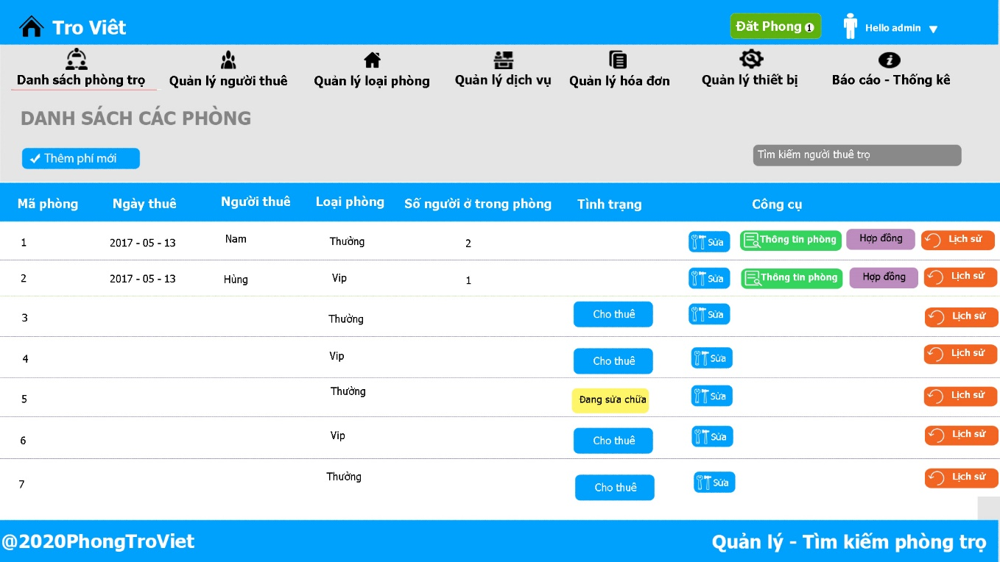 Tro Viêt
Đăt Phong 1
Hello admin
Danh sách phòng trọ
Quản lý người thuê
Quản lý loại phòng
Quản lý dịch vụ
Quản lý hóa đơn
Quản lý thiết bị
Báo cáo - Thống kê
DANH SÁCH CÁC PHÒNG
Thêm phí mới
Tìm kiếm người thuê trọ
Mã phòng Ngày thuê Người thuê Loại phòng Số người ở trong phòng Tình trạng Công cụ
1 2017 - 05 - 13 Nam Thường 2 Sửa Thông tin phòng Hợp đồng Lịch sử
2 2017 - 05 - 13 Hùng Vip 1 Sửa Thông tin phòng Hợp đồng Lịch sử
3 Thường Cho thuê Sửa Lịch sử
4 Vip Cho thuê Sửa Lịch sử
5 Thường Đang sửa chữa Sửa Lịch sử
6 Vip Cho thuê Sửa Lịch sử
7 Thường Cho thuê Sửa Lịch sử
@2020PhongTroViet
Quản lý - Tìm kiếm phòng trọ